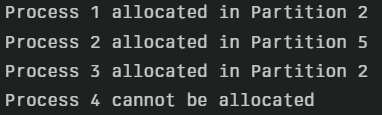 Process 1 allocated in Partition 2
Process 2 allocated in Partition 5
Process 3 allocated in Partition 2
Process 4 cannot be allocated